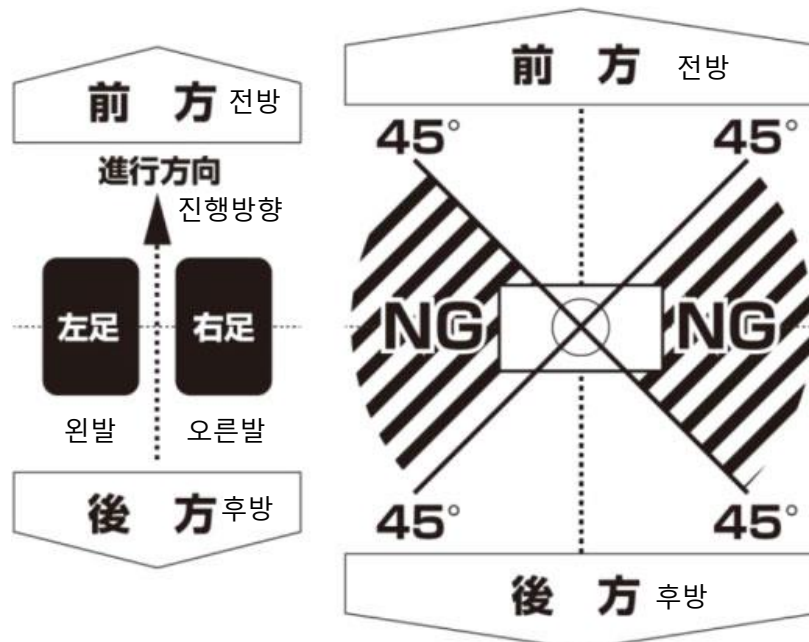 前 方 전방
進行方向
진행방향
左足 右足
왼발 오른발
後 方 후방
前 方 전방
45° 45°
NG NG
45° 45°
後 方 후방